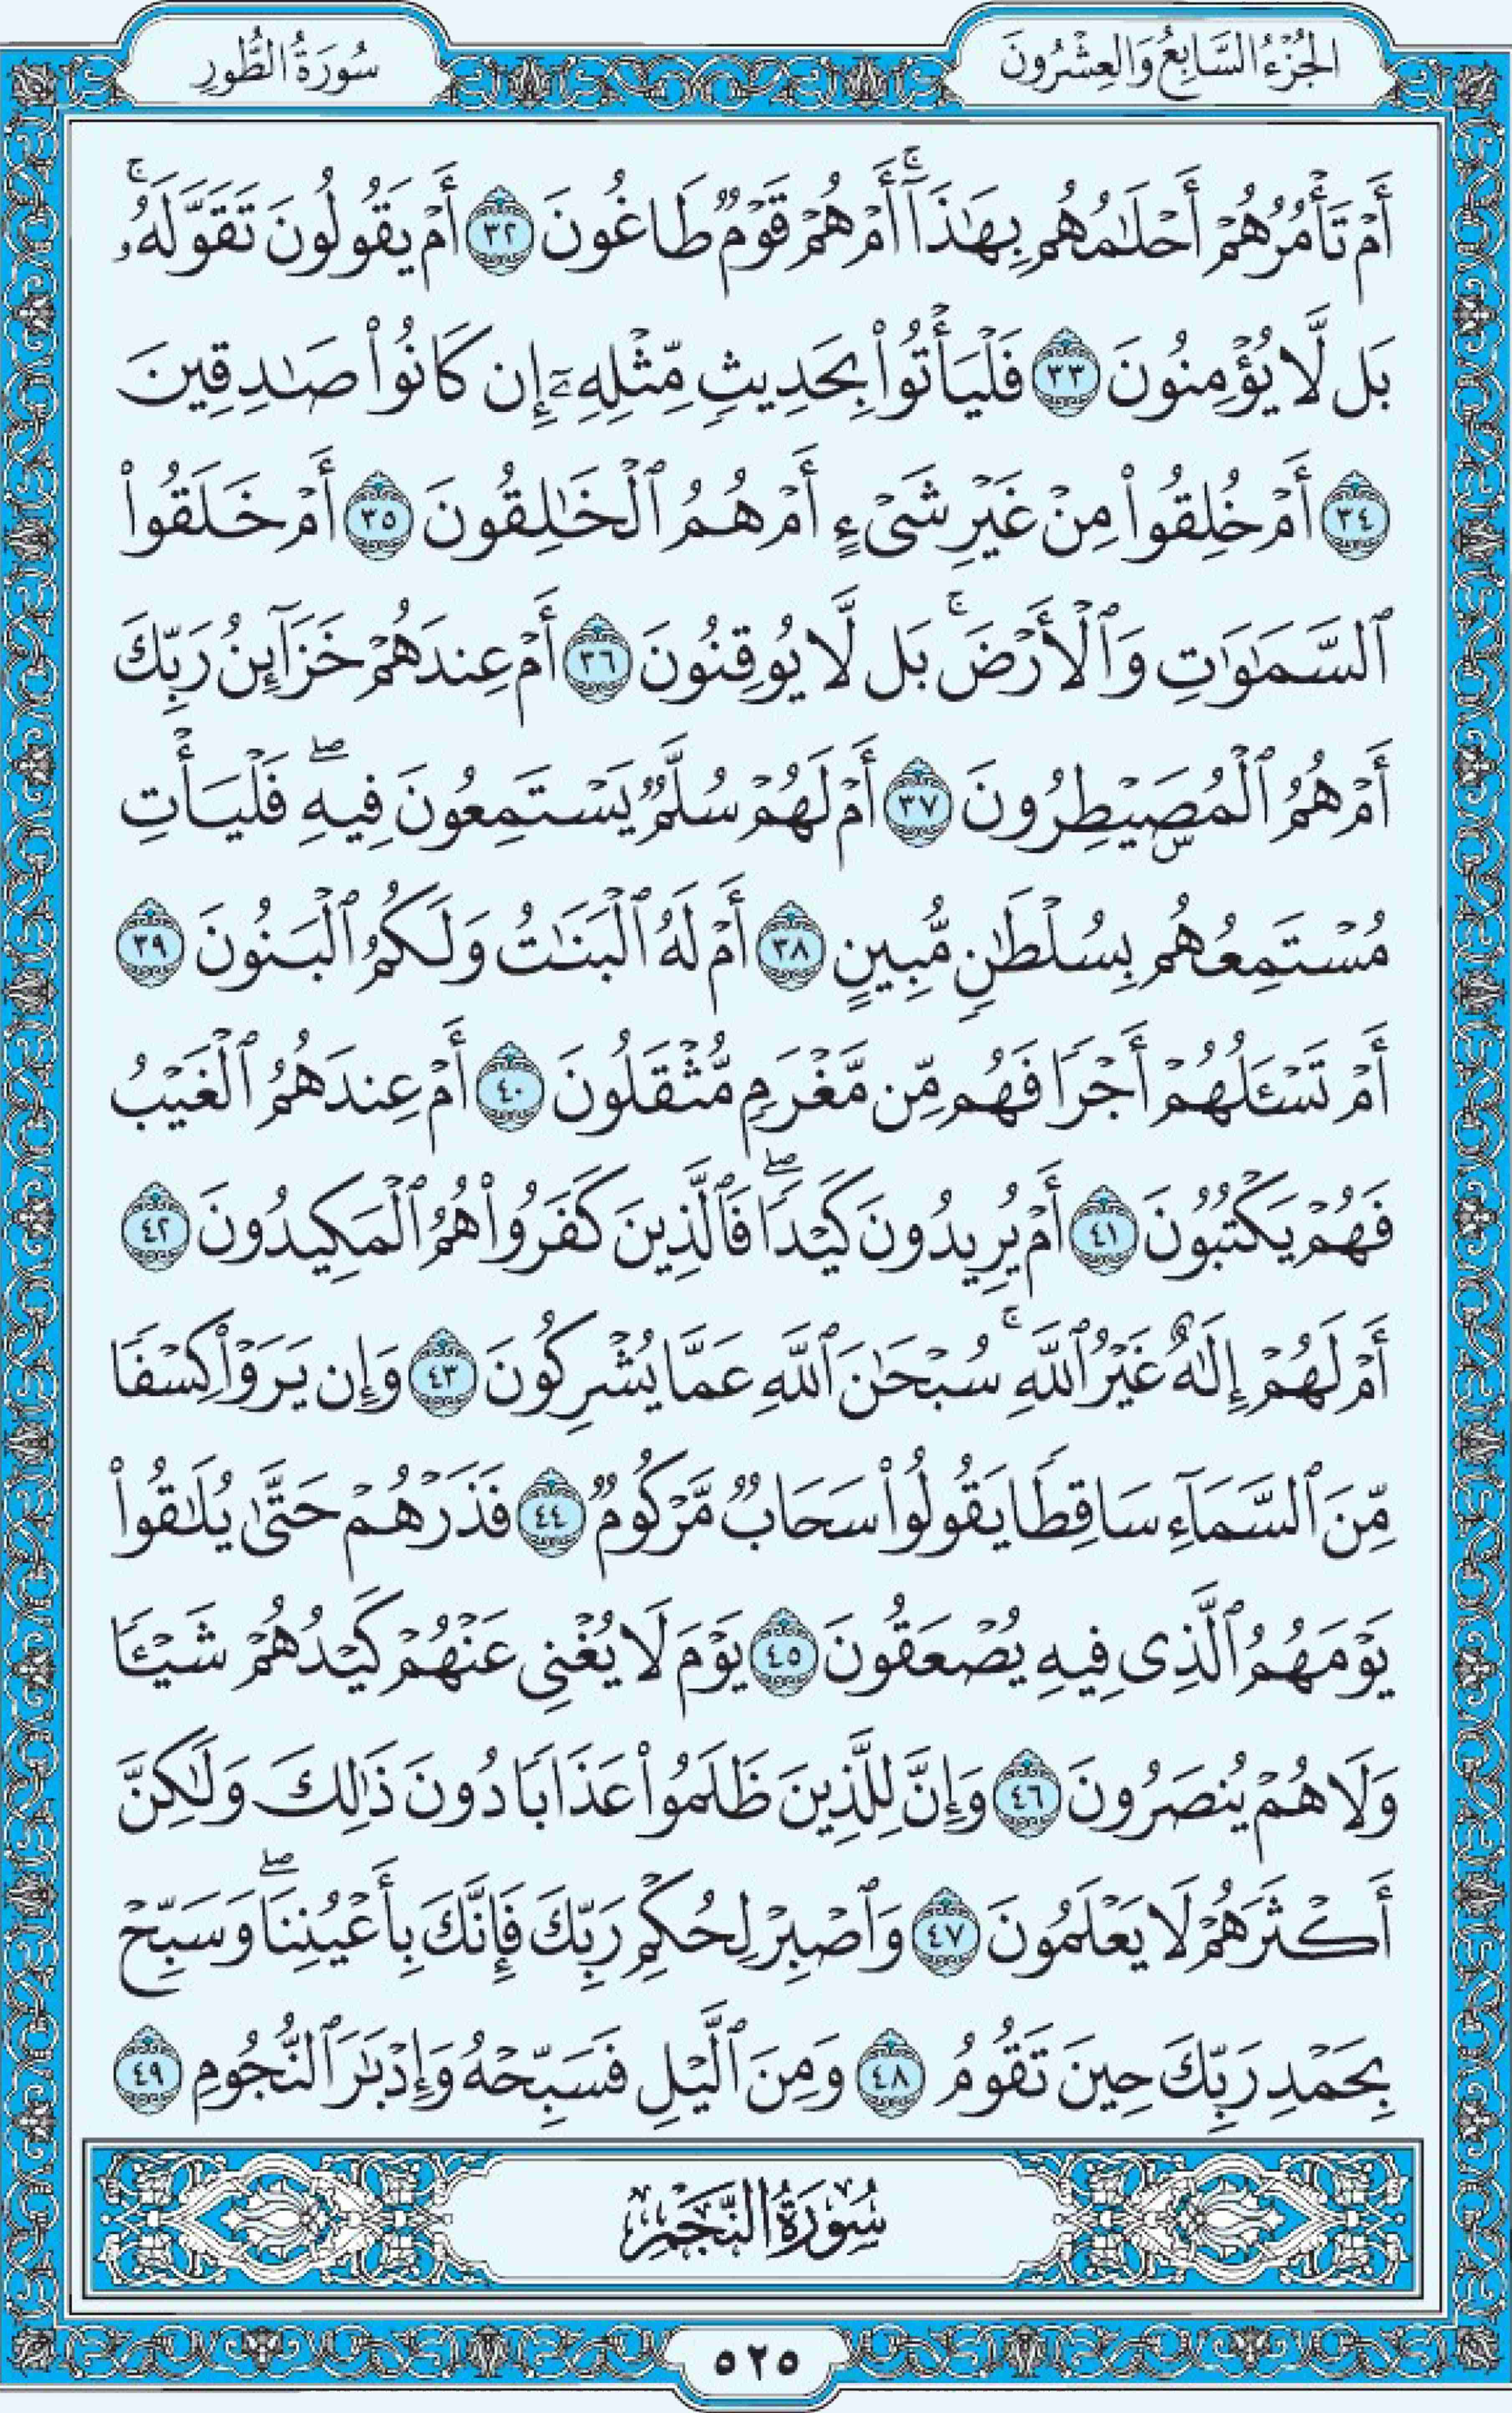 الجُزْءُ السَّابِعُ وَالعِشْرُونَ
سُورَةُ الطُّورِ
أَمۡ تَأۡمُرُهُمۡ أَحۡلَٰمُهُم بِهَٰذَآۚ أَمۡ هُمۡ قَوۡمٞ طَاغُونَ ٣٢ أَمۡ يَقُولُونَ تَقَوَّلَهُۥۚ
بَل لَّا يُؤۡمِنُونَ ٣٣ فَلۡيَأۡتُواْ بِحَدِيثٖ مِّثۡلِهِۦٓ إِن كَانُواْ صَٰدِقِينَ
٣٤ أَمۡ خُلِقُواْ مِنۡ غَيۡرِ شَيۡءٍ أَمۡ هُمُ ٱلۡخَٰلِقُونَ ٣٥ أَمۡ خَلَقُواْ
ٱلسَّمَٰوَٰتِ وَٱلۡأَرۡضَۚ بَل لَّا يُوقِنُونَ ٣٦ أَمۡ عِندَهُمۡ خَزَآئِنُ رَبِّكَ
أَمۡ هُمُ ٱلۡمُصَۜيۡطِرُونَ ٣٧ أَمۡ لَهُمۡ سُلَّمٞ يَسۡتَمِعُونَ فِيهِۖ فَلۡيَأۡتِ
مُسۡتَمِعُهُم بِسُلۡطَٰنٖ مُّبِينٍ ٣٨ أَمۡ لَهُ ٱلۡبَنَٰتُ وَلَكُمُ ٱلۡبَنُونَ ٣٩
أَمۡ تَسۡـَٔلُهُمۡ أَجۡرٗا فَهُم مِّن مَّغۡرَمٖ مُّثۡقَلُونَ ٤٠ أَمۡ عِندَهُمُ ٱلۡغَيۡبُ
فَهُمۡ يَكۡتُبُونَ ٤١ أَمۡ يُرِيدُونَ كَيۡدٗاۖ فَٱلَّذِينَ كَفَرُواْ هُمُ ٱلۡمَكِيدُونَ ٤٢
أَمۡ لَهُمۡ إِلَٰهٌ غَيۡرُ ٱللَّهِۚ سُبۡحَٰنَ ٱللَّهِ عَمَّا يُشۡرِكُونَ ٤٣ وَإِن يَرَوۡاْ كِسۡفٗا
مِّنَ ٱلسَّمَآءِ سَاقِطٗا يَقُولُواْ سَحَابٞ مَّرۡكُومٞ ٤٤ فَذَرۡهُمۡ حَتَّىٰ يُلَٰقُواْ
يَوۡمَهُمُ ٱلَّذِي فِيهِ يُصۡعَقُونَ ٤٥ يَوۡمَ لَا يُغۡنِي عَنۡهُمۡ كَيۡدُهُمۡ شَيۡـٔٗا
وَلَا هُمۡ يُنصَرُونَ ٤٦ وَإِنَّ لِلَّذِينَ ظَلَمُواْ عَذَابٗا دُونَ ذَٰلِكَ وَلَٰكِنَّ
أَكۡثَرَهُمۡ لَا يَعۡلَمُونَ ٤٧ وَٱصۡبِرۡ لِحُكۡمِ رَبِّكَ فَإِنَّكَ بِأَعۡيُنِنَاۖ وَسَبِّحۡ
بِحَمۡدِ رَبِّكَ حِينَ تَقُومُ ٤٨ وَمِنَ ٱلَّيۡلِ فَسَبِّحۡهُ وَإِدۡبَٰرَ ٱلنُّجُومِ ٤٩
سُورَةُ النَّجْمِ
٥٢٥